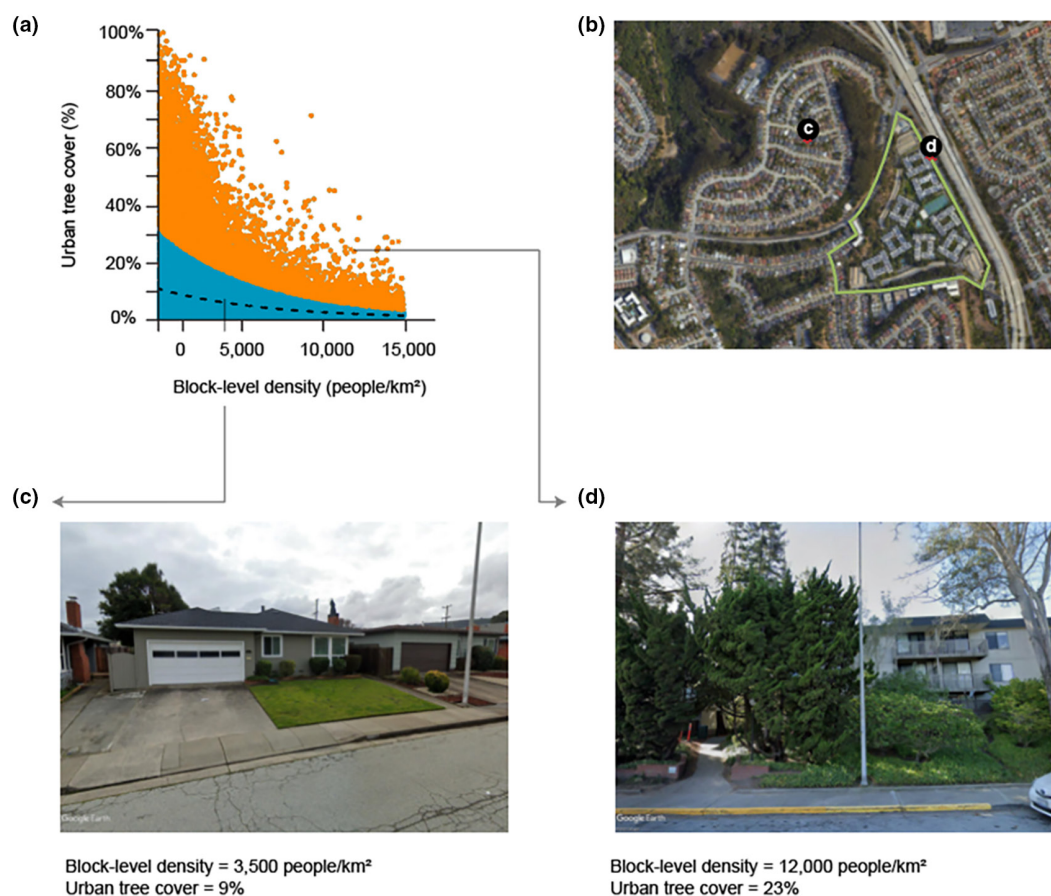 (a)
100%
80%
60%
40%
20%
0%
Urban tree cover (%)
0 5,000 10,000 15,000
Block-level density (people/km²)
(b)
c
d
(c)
Google Earth
Block-level density = 3,500 people/km²
Urban tree cover = 9%
(d)
Google Earth
Block-level density = 12,000 people/km²
Urban tree cover = 23%